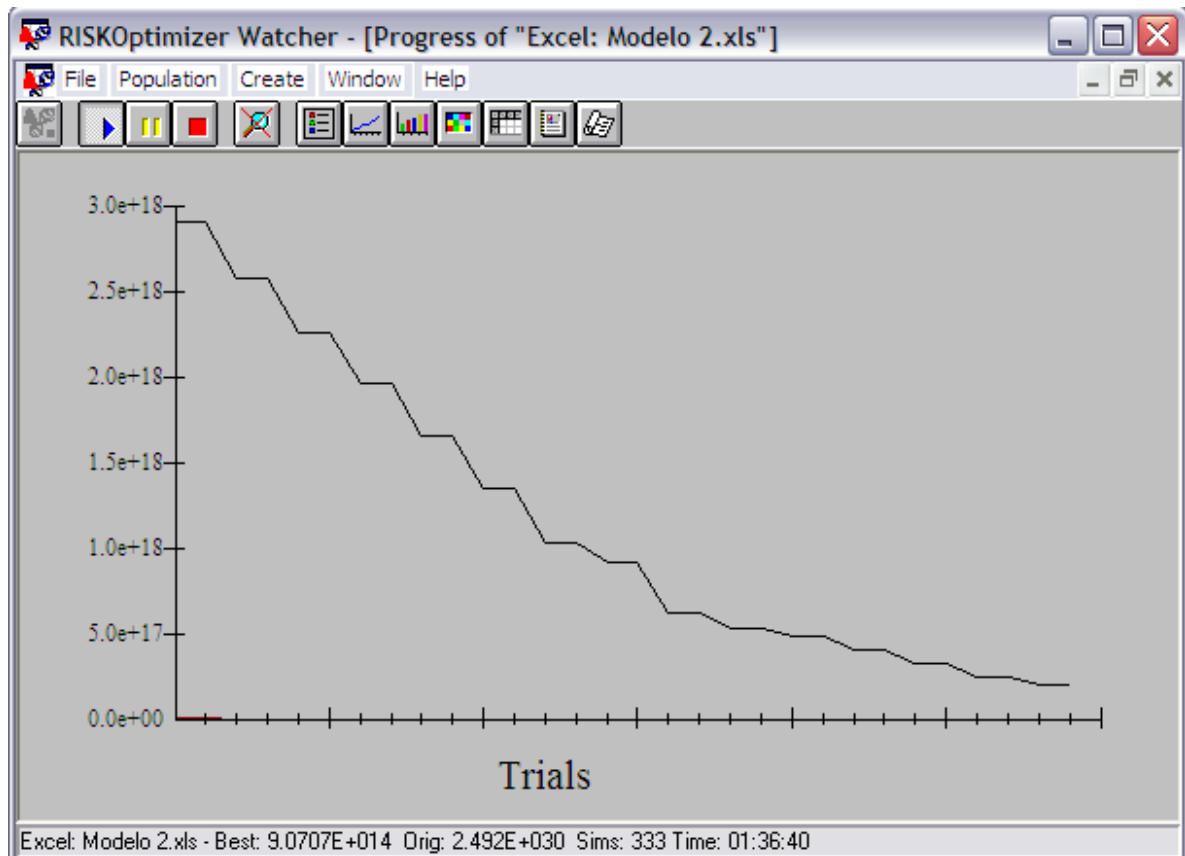 RISKOptimizer Watcher - [Progress of "Excel: Modelo 2.xls"]
File Population Create Window Help
3.0e+18
2.5e+18
2.0e+18
1.5e+18
1.0e+18
5.0e+17
0.0e+00
Trials
Excel: Modelo 2.xls - Best: 9.0707E+014 Orig: 2.492E+030 Sims: 333 Time: 01:36:40